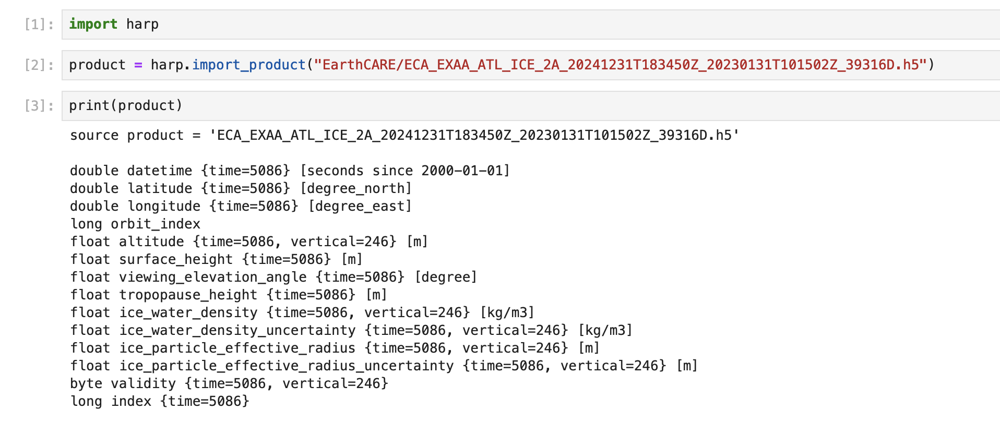 [1]: import harp
[2]: product = harp.import_product("EarthCARE/ECA_EXAA_ATL_ICE_2A_20241231T183450Z_20230131T101502Z_39316D.h5")
[3]: print(product)
source product = 'ECA_EXAA_ATL_ICE_2A_20241231T183450Z_20230131T101502Z_39316D.h5'
double datetime {time=5086} [seconds since 2000-01-01]
double latitude {time=5086} [degree_north]
double longitude {time=5086} [degree_east]
long orbit_index
float altitude {time=5086, vertical=246} [m]
float surface_height {time=5086} [m]
float viewing_elevation_angle {time=5086} [degree]
float tropopause_height {time=5086} [m]
float ice_water_density {time=5086, vertical=246} [kg/m3]
float ice_water_density_uncertainty {time=5086, vertical=246} [kg/m3]
float ice_particle_effective_radius {time=5086, vertical=246} [m]
float ice_particle_effective_radius_uncertainty {time=5086, vertical=246} [m]
byte validity {time=5086, vertical=246}
long index {time=5086}